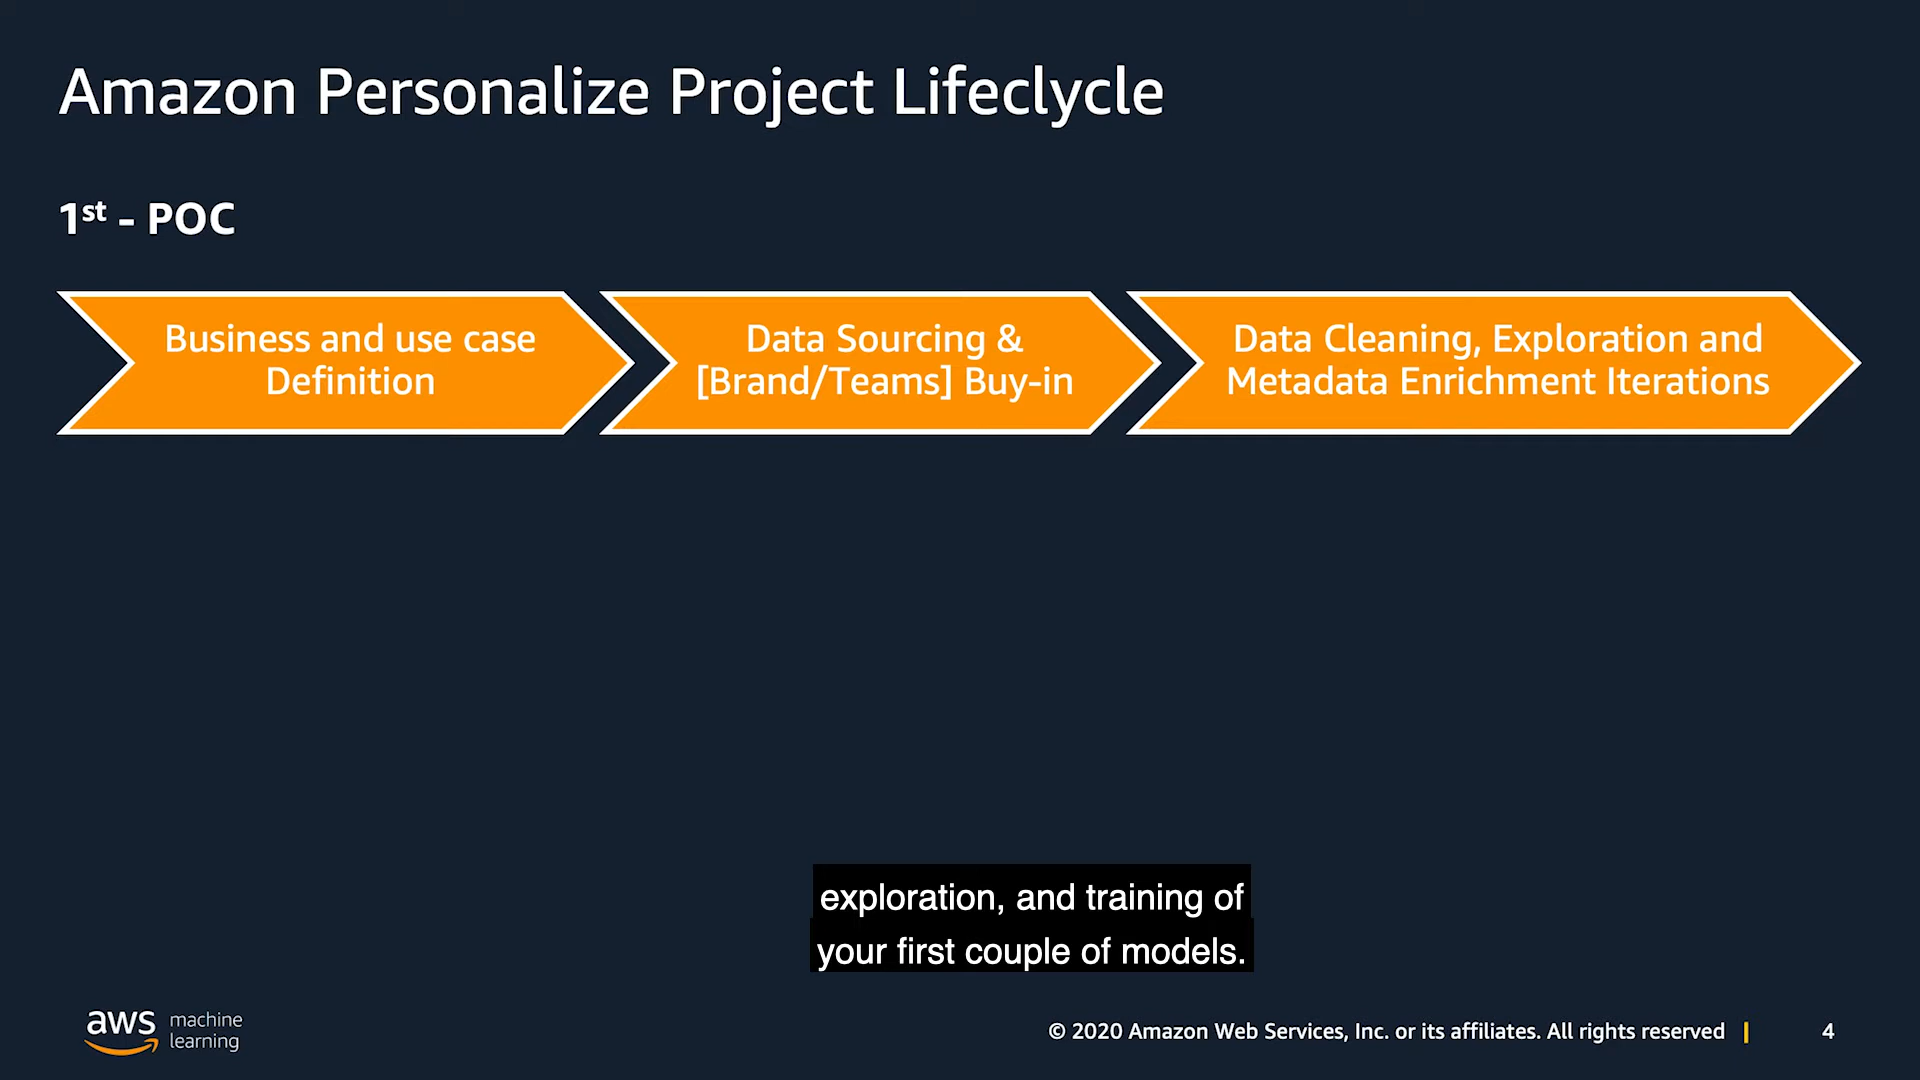 Amazon Personalize Project Lifeclycle
1st - POC
Business and use case
Definition
Data Sourcing &
[Brand/Teams] Buy-in
Data Cleaning, Exploration and
Metadata Enrichment Iterations
exploration, and training of
your first couple of models.
aws machine
learning
© 2020 Amazon Web Services, Inc. or its affiliates. All rights reserved |
4